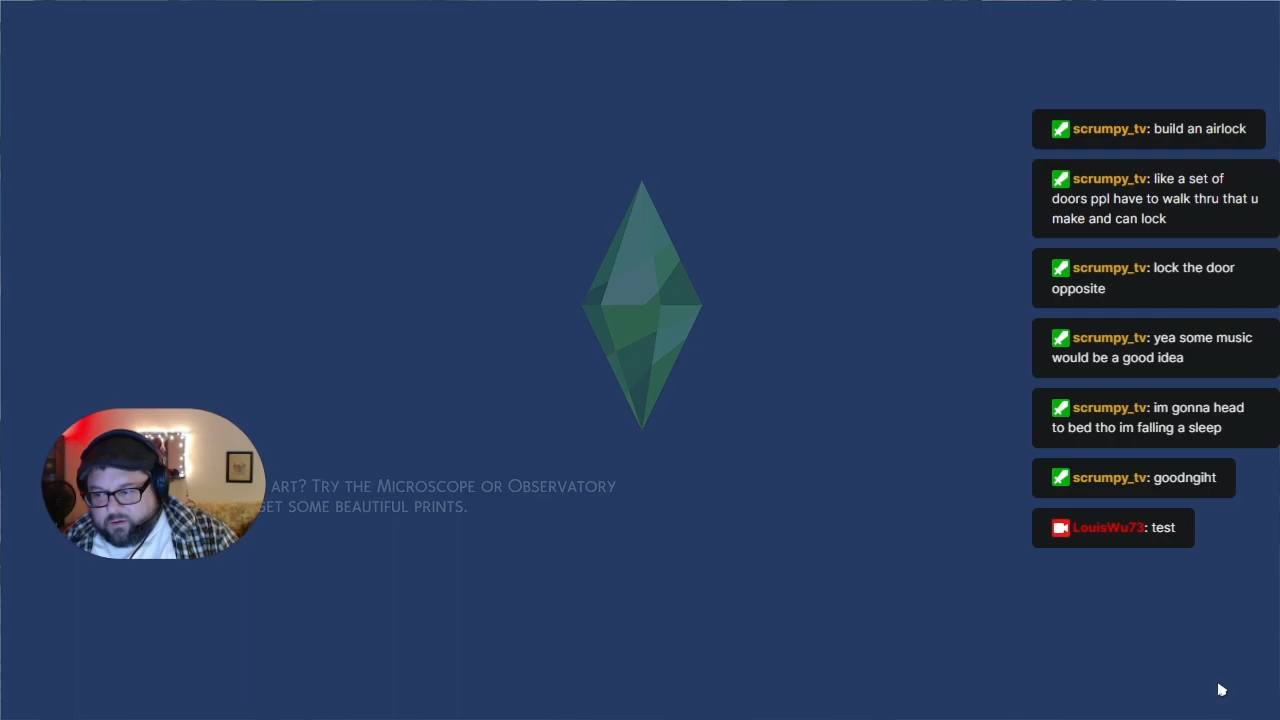 scrumpy_tv: build an airlock
scrumpy_tv: like a set of
doors ppl have to walk thru that u
make and can lock
scrumpy_tv: lock the door
opposite
scrumpy_tv: yea some music
would be a good idea
scrumpy_tv: im gonna head
to bed tho im falling a sleep
scrumpy_tv: goodngiht
LouisWu73: test
ART? TRY THE MICROSCOPE OR OBSERVATORY
GET SOME BEAUTIFUL PRINTS.